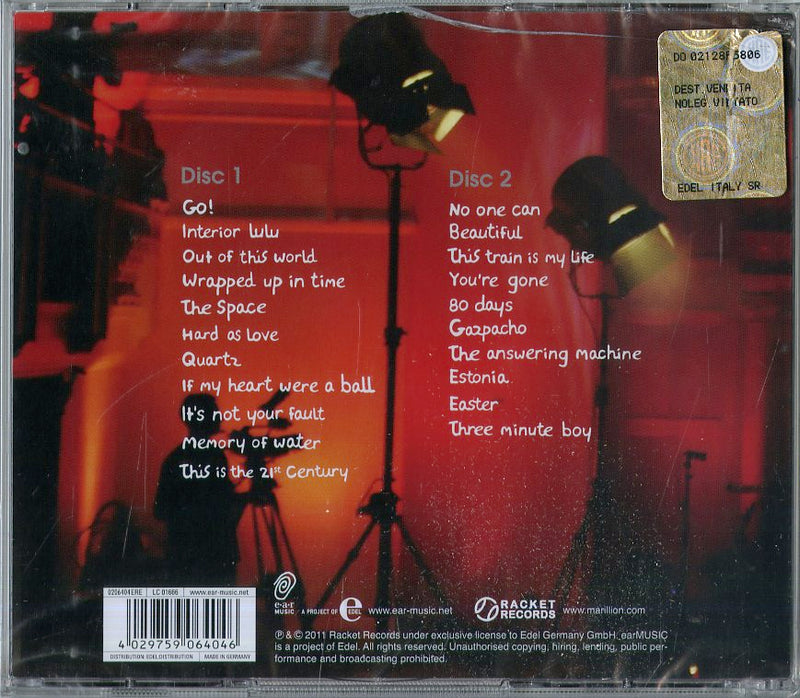 DO 02128F3806
DEST.VENDITA
NOLEG.VIETATO
EDEL ITALY SR
Disc 1
Go!
Interior lulu
Out of this world
Wrapped up in time
The Space
Hard as Love
Quartz
If my heart were a ball
It's not your fault
Memory of water
This is the 21st Century
Disc 2
No one can
Beautiful
This train is my life
You're gone
80 days
Gazpacho
The answering machine
Estonia
Easter
Three minute boy
0206404ERE LC 01666 www.ear-music.net
4 029759 064046
DISTRIBUTION: EDEL:DISTRIBUTION MADE IN GERMANY
e·a·r
MUSIC
A PROJECT OF e EDEL www.ear-music.net
RACKET
RECORDS
www.marillion.com
℗ & © 2011 Racket Records under exclusive license to Edel Germany GmbH. earMUSIC
is a project of Edel. All rights reserved. Unauthorised copying, hiring, lending, public per-
formance and broadcasting prohibited.